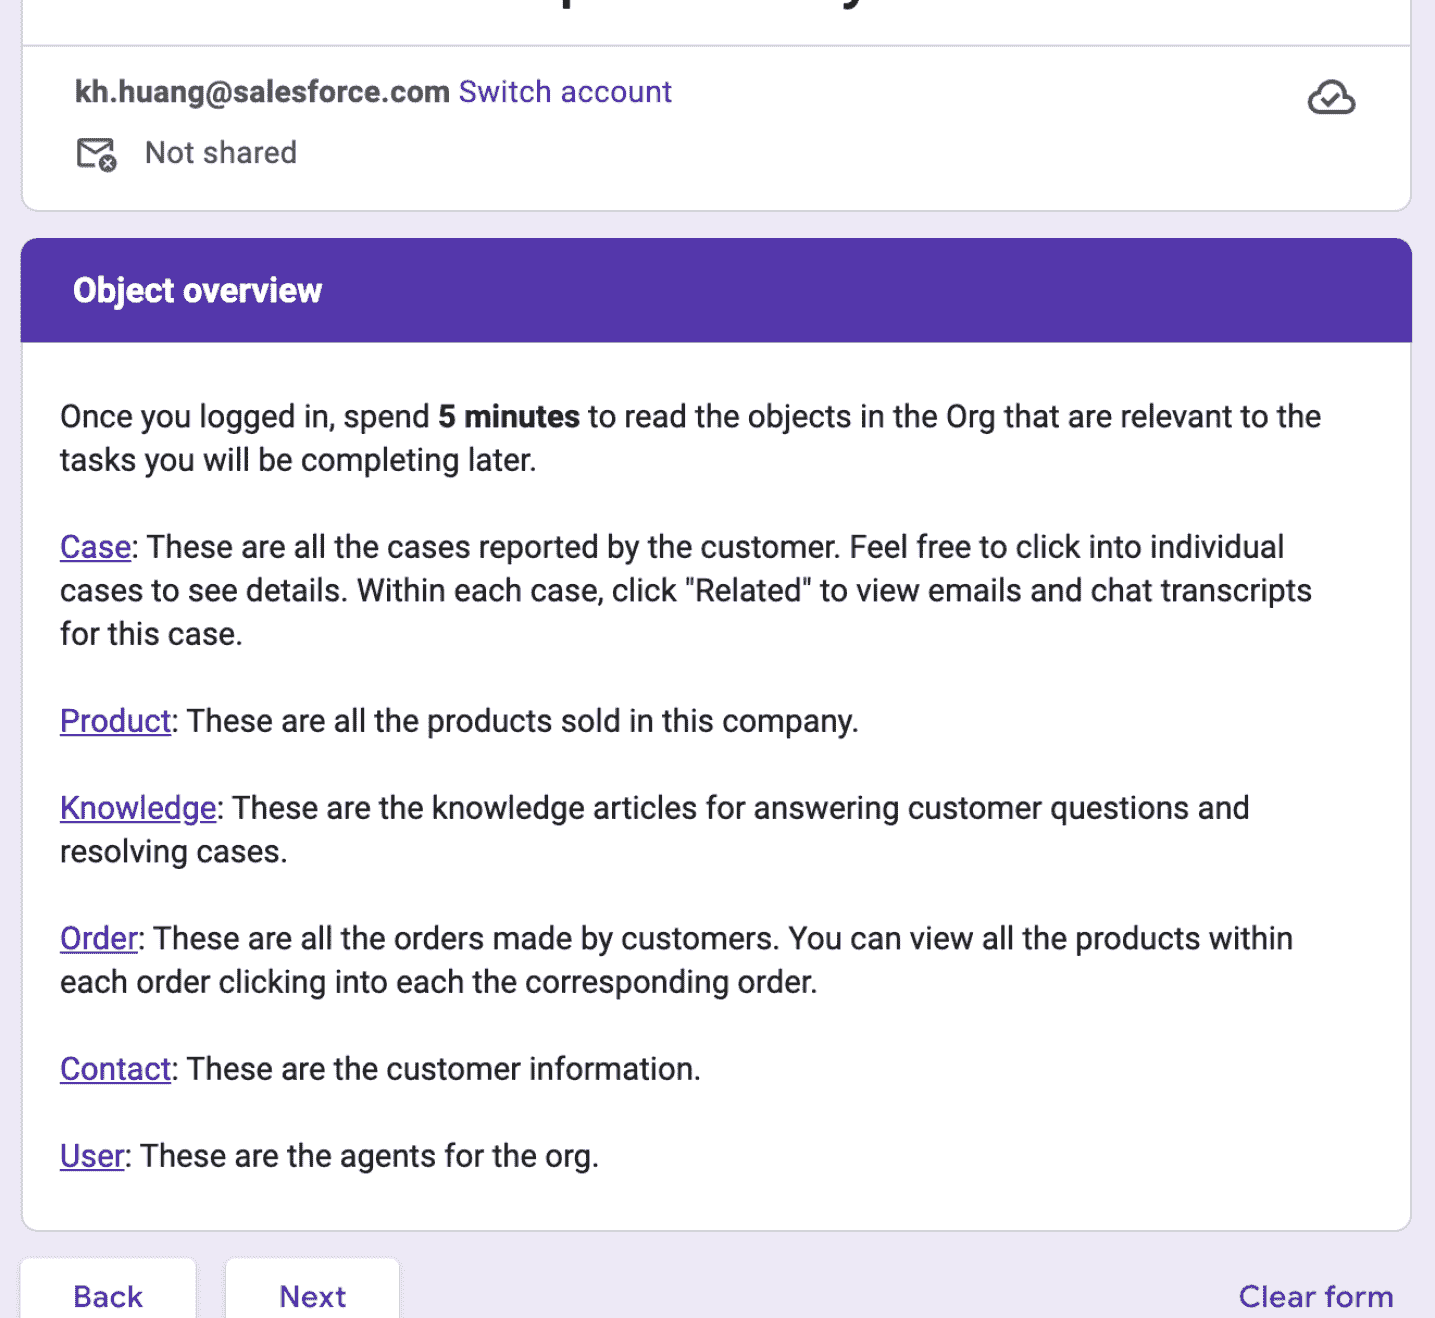 kh.huang@salesforce.com Switch account
Not shared
Object overview
Once you logged in, spend 5 minutes to read the objects in the Org that are relevant to the
tasks you will be completing later.
Case: These are all the cases reported by the customer. Feel free to click into individual
cases to see details. Within each case, click "Related" to view emails and chat transcripts
for this case.
Product: These are all the products sold in this company.
Knowledge: These are the knowledge articles for answering customer questions and
resolving cases.
Order: These are all the orders made by customers. You can view all the products within
each order clicking into each the corresponding order.
Contact: These are the customer information.
User: These are the agents for the org.
Back Next Clear form